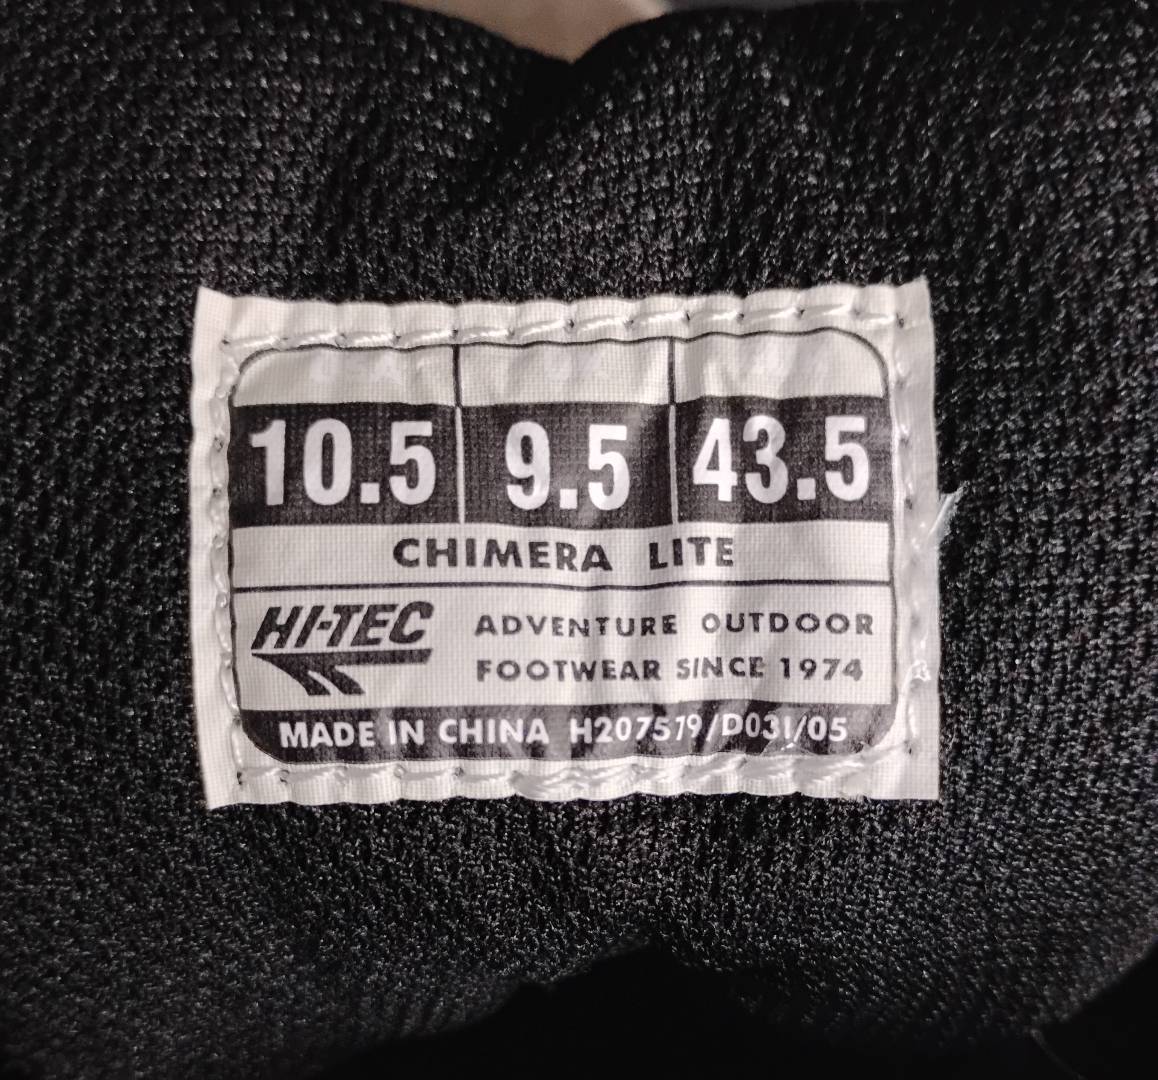 10.5 9.5 43.5
CHIMERA LITE
HI-TEC
ADVENTURE OUTDOOR
FOOTWEAR SINCE 1974
MADE IN CHINA H207579/D031/05